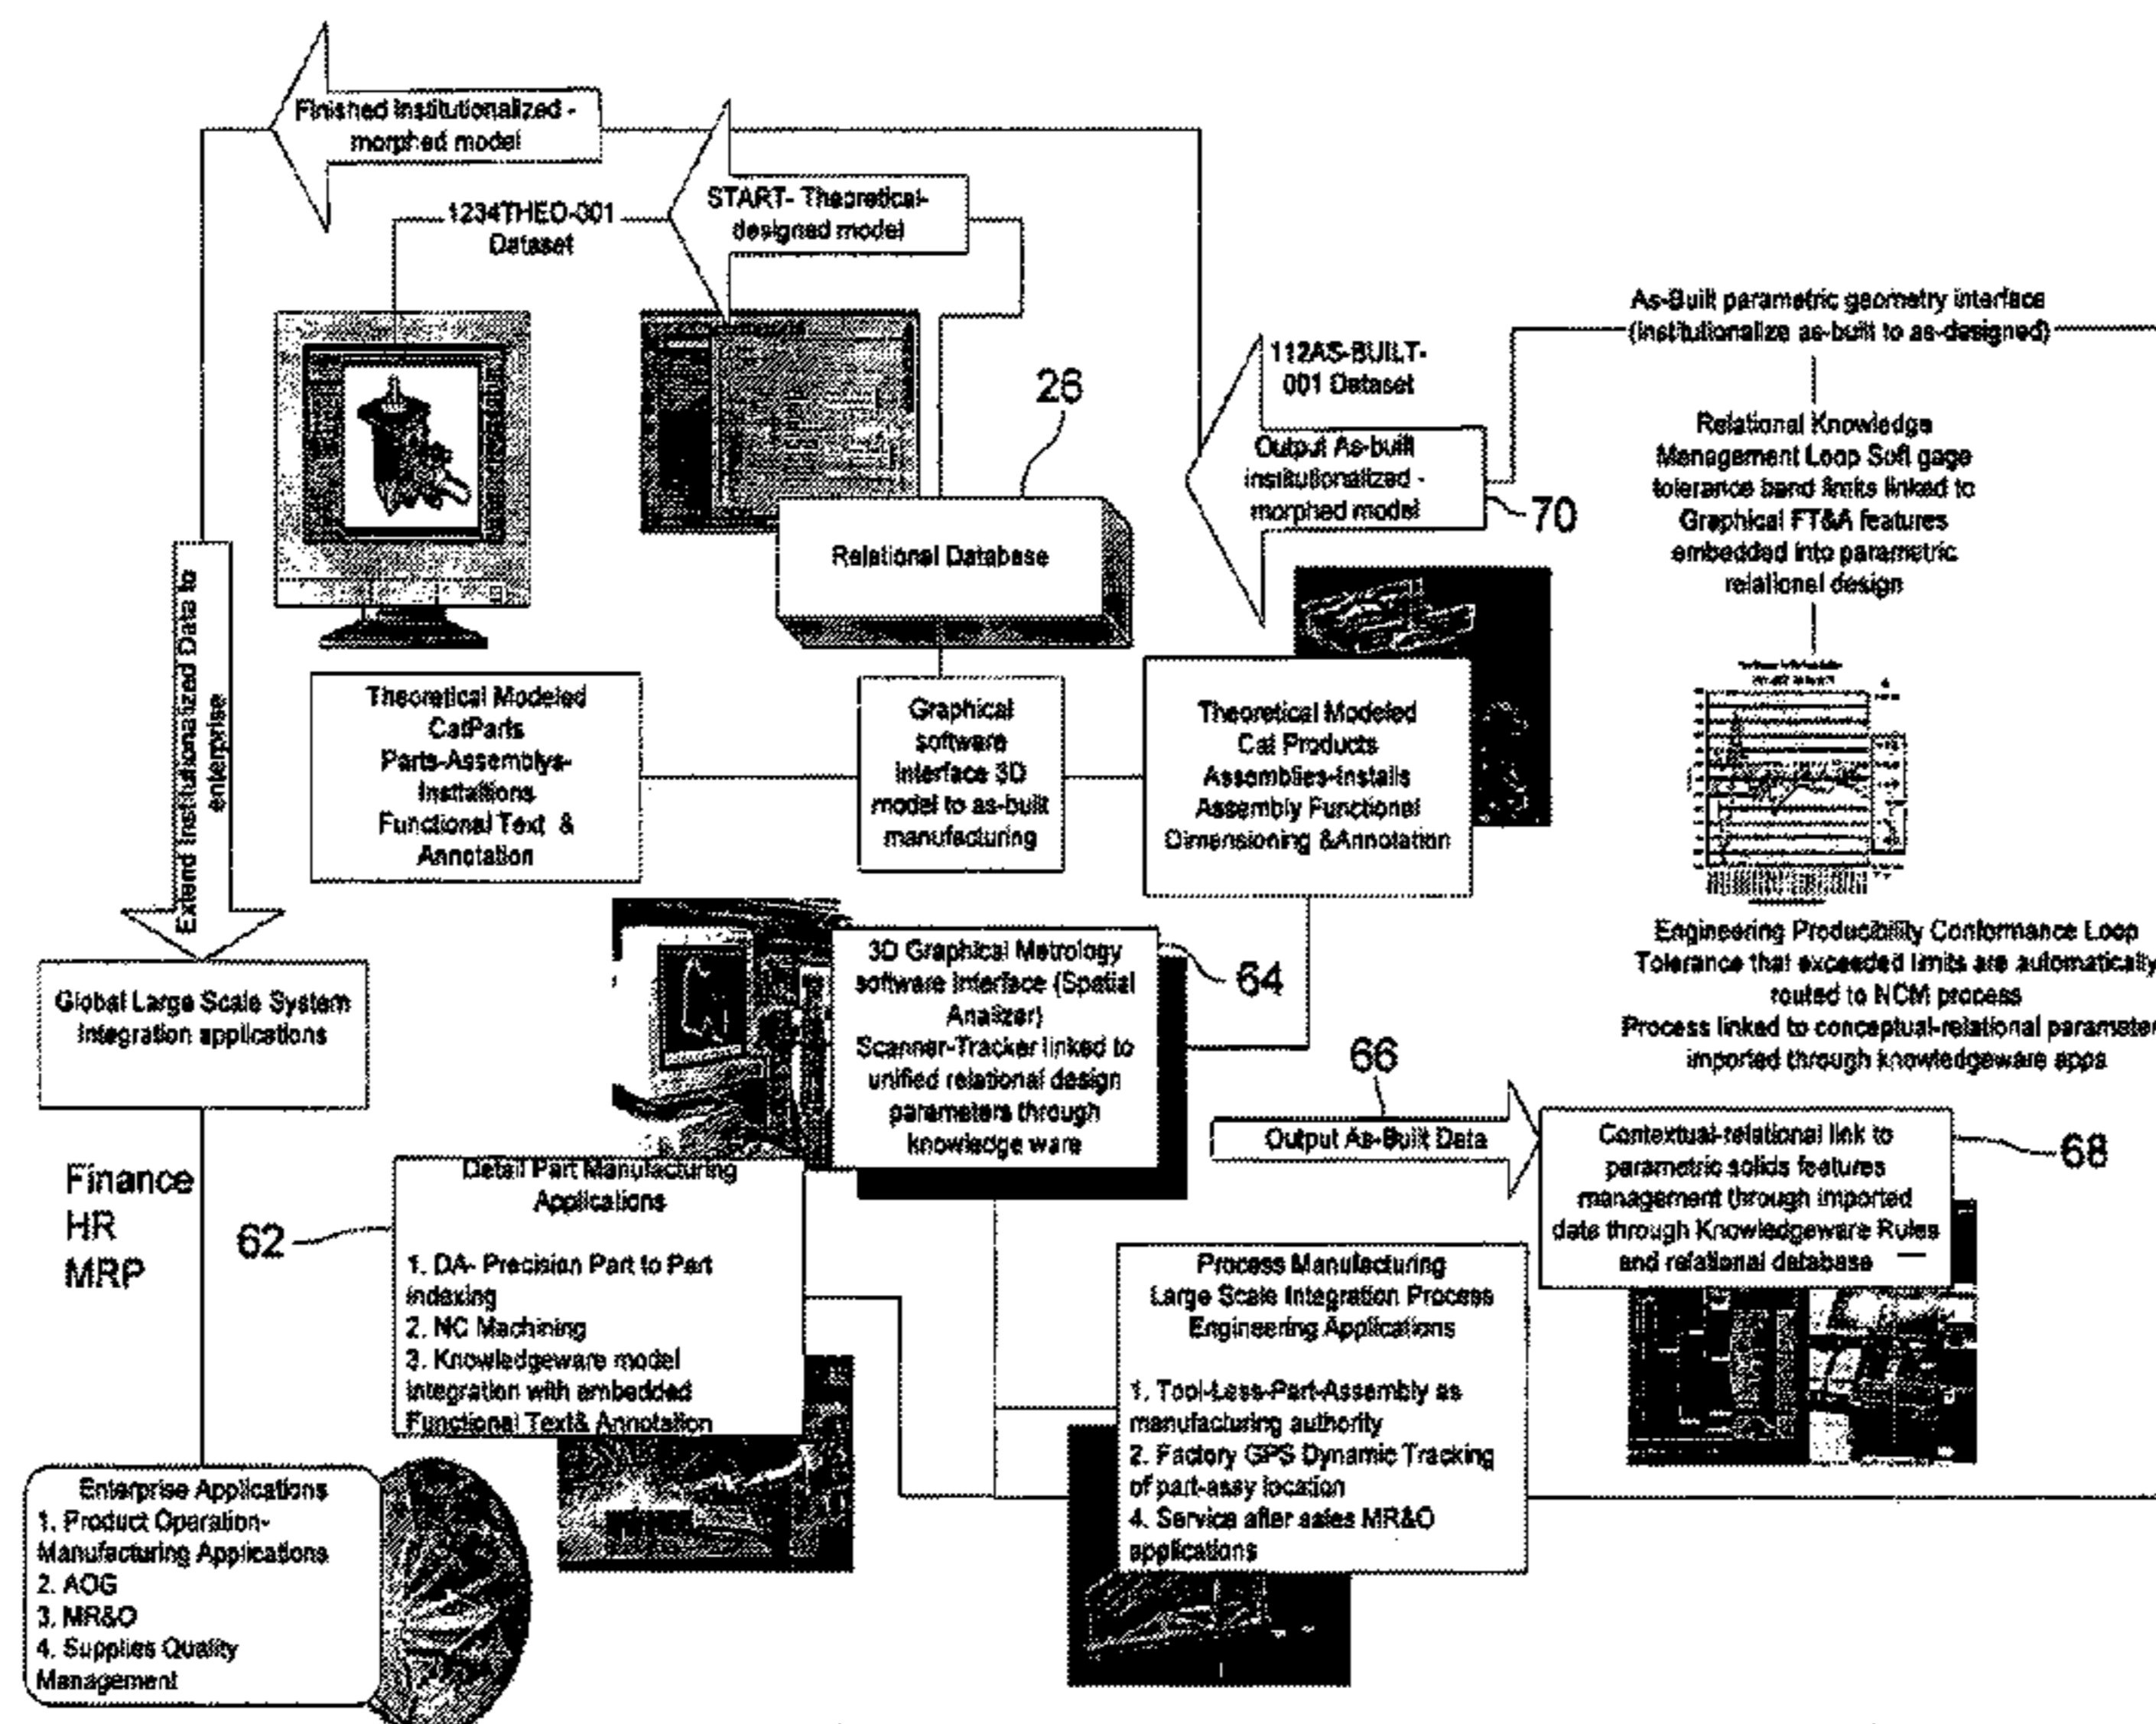 Finished institutionalized -
morphed model
START- Theoretical-
designed model
1234THEO-001
Dataset
As-Built parametric geometry interface
(institutionalize as-built to as-designed)
112AS-BUILT-
001 Dataset
26
Output As-built
institutionalized -
morphed model
70
Relational Knowledge
Management Loop Soft gage
tolerance band limits linked to
Graphical FT&A features
embedded into parametric
relational design
Relational Database
Extend Institutionalized Data to
enterprise
Theoretical Modeled
CatParts
Parts-Assemblys-
Insttaltions
Functional Text &
Annotation
Graphical
software
interface 3D
model to as-built
manufacturing
Theoretical Modeled
Cat Products
Assemblies-Installs
Assembly Functional
Dimensioning &Annotation
Engineering Producibility Conformance Loop
Tolerance that exceeded limits are automatically
routed to NCM process
Process linked to conceptual-relational parameter
imported through knowledgeware apps
3D Graphical Metrology
software interface (Spatial
Analizer)
Scanner-Tracker linked to
unified relational design
parameters through
knowledge ware
64
Global Large Scale System
Integration applications
66
Output As-Built Data
Contextual-relational link to
parametric solids features
management through imported
data through Knowledgeware Rules
and relational database
68
Finance
HR
MRP
62
Detail Part Manufacturing
Applications
1. DA- Precision Part to Part
indexing
2. NC Machining
3. Knowledgeware model
integration with embedded
Functional Text& Annotation
Process Manufacturing
Large Scale Integration Process
Engineering Applications
1. Tool-Less-Part-Assembly as
manufacturing authority
2. Factory GPS Dynamic Tracking
of part-assy location
4. Service after sales MR&O
applications
Enterprise Applications
1. Product Operation-
Manufacturing Applications
2. AOG
3. MR&O
4. Supplies Quality
Management